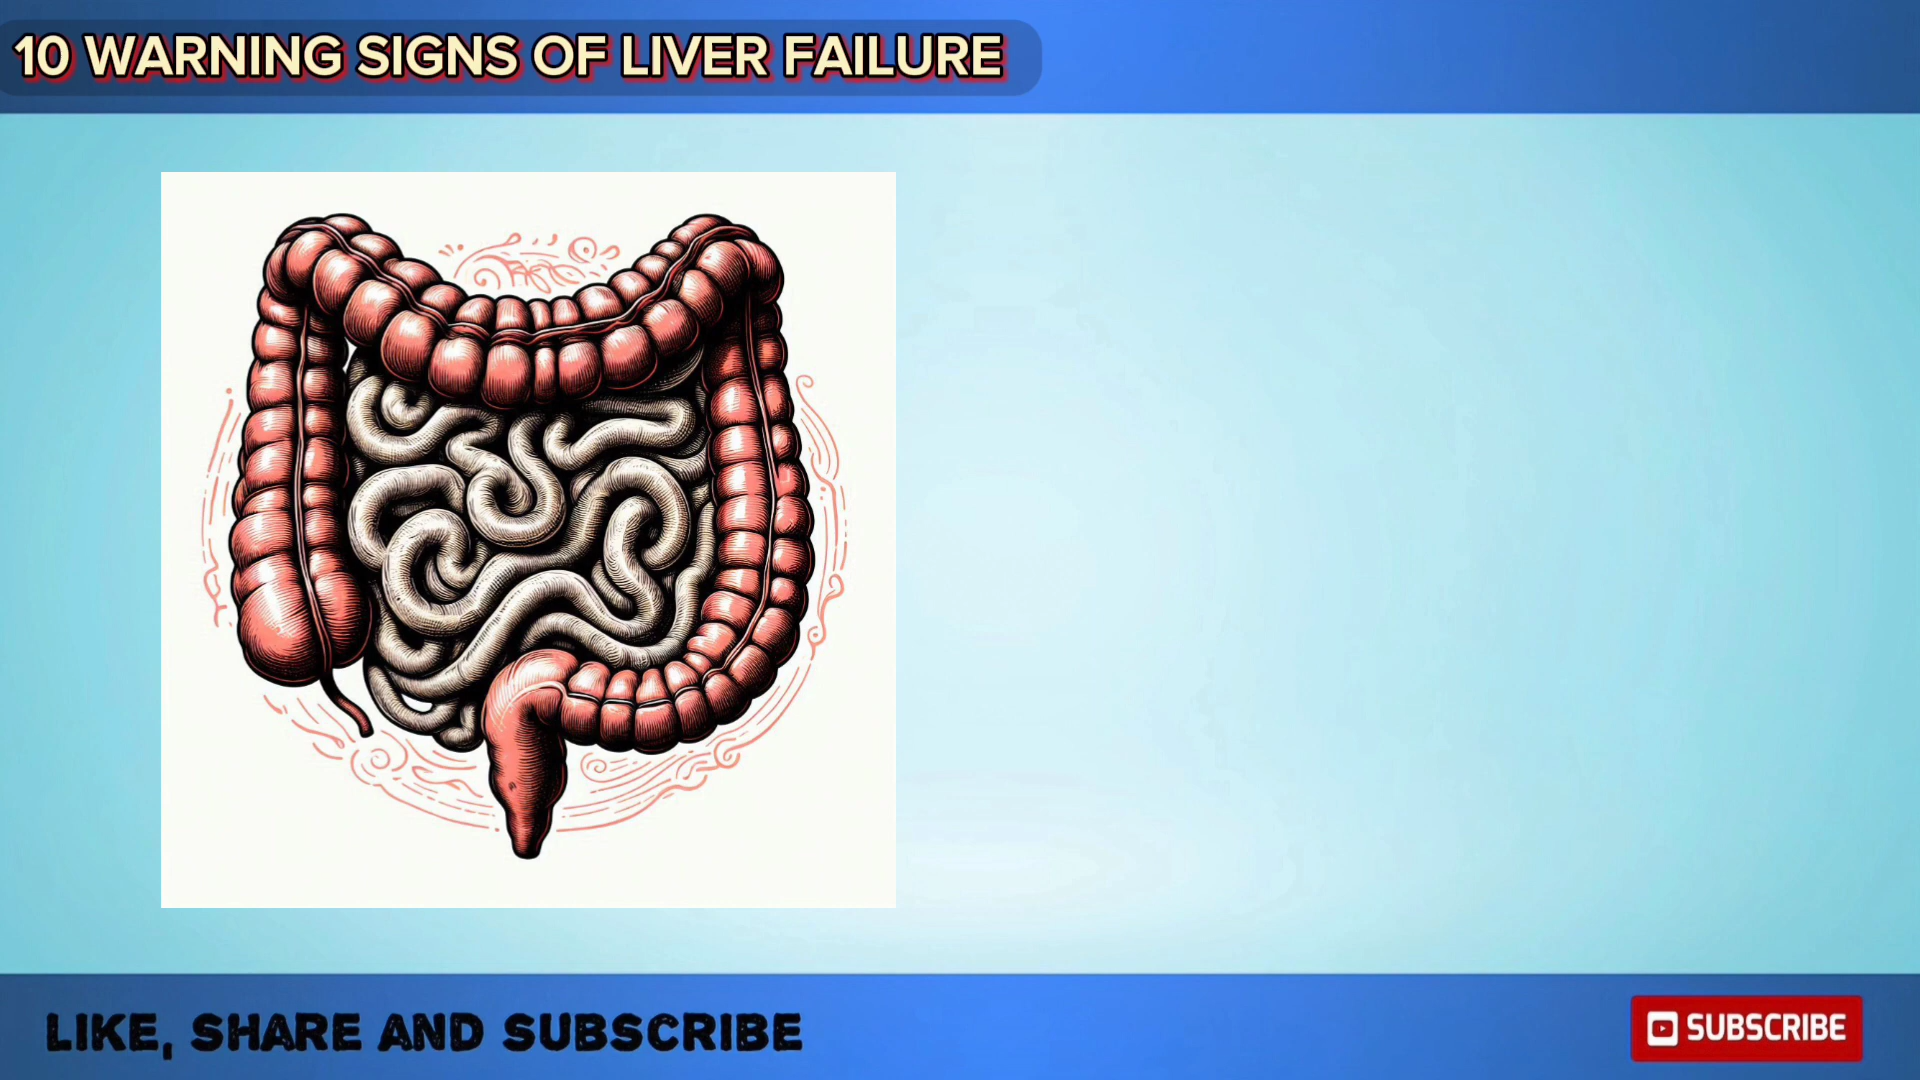 10 WARNING SIGNS OF LIVER FAILURE
LIKE, SHARE AND SUBSCRIBE
SUBSCRIBE